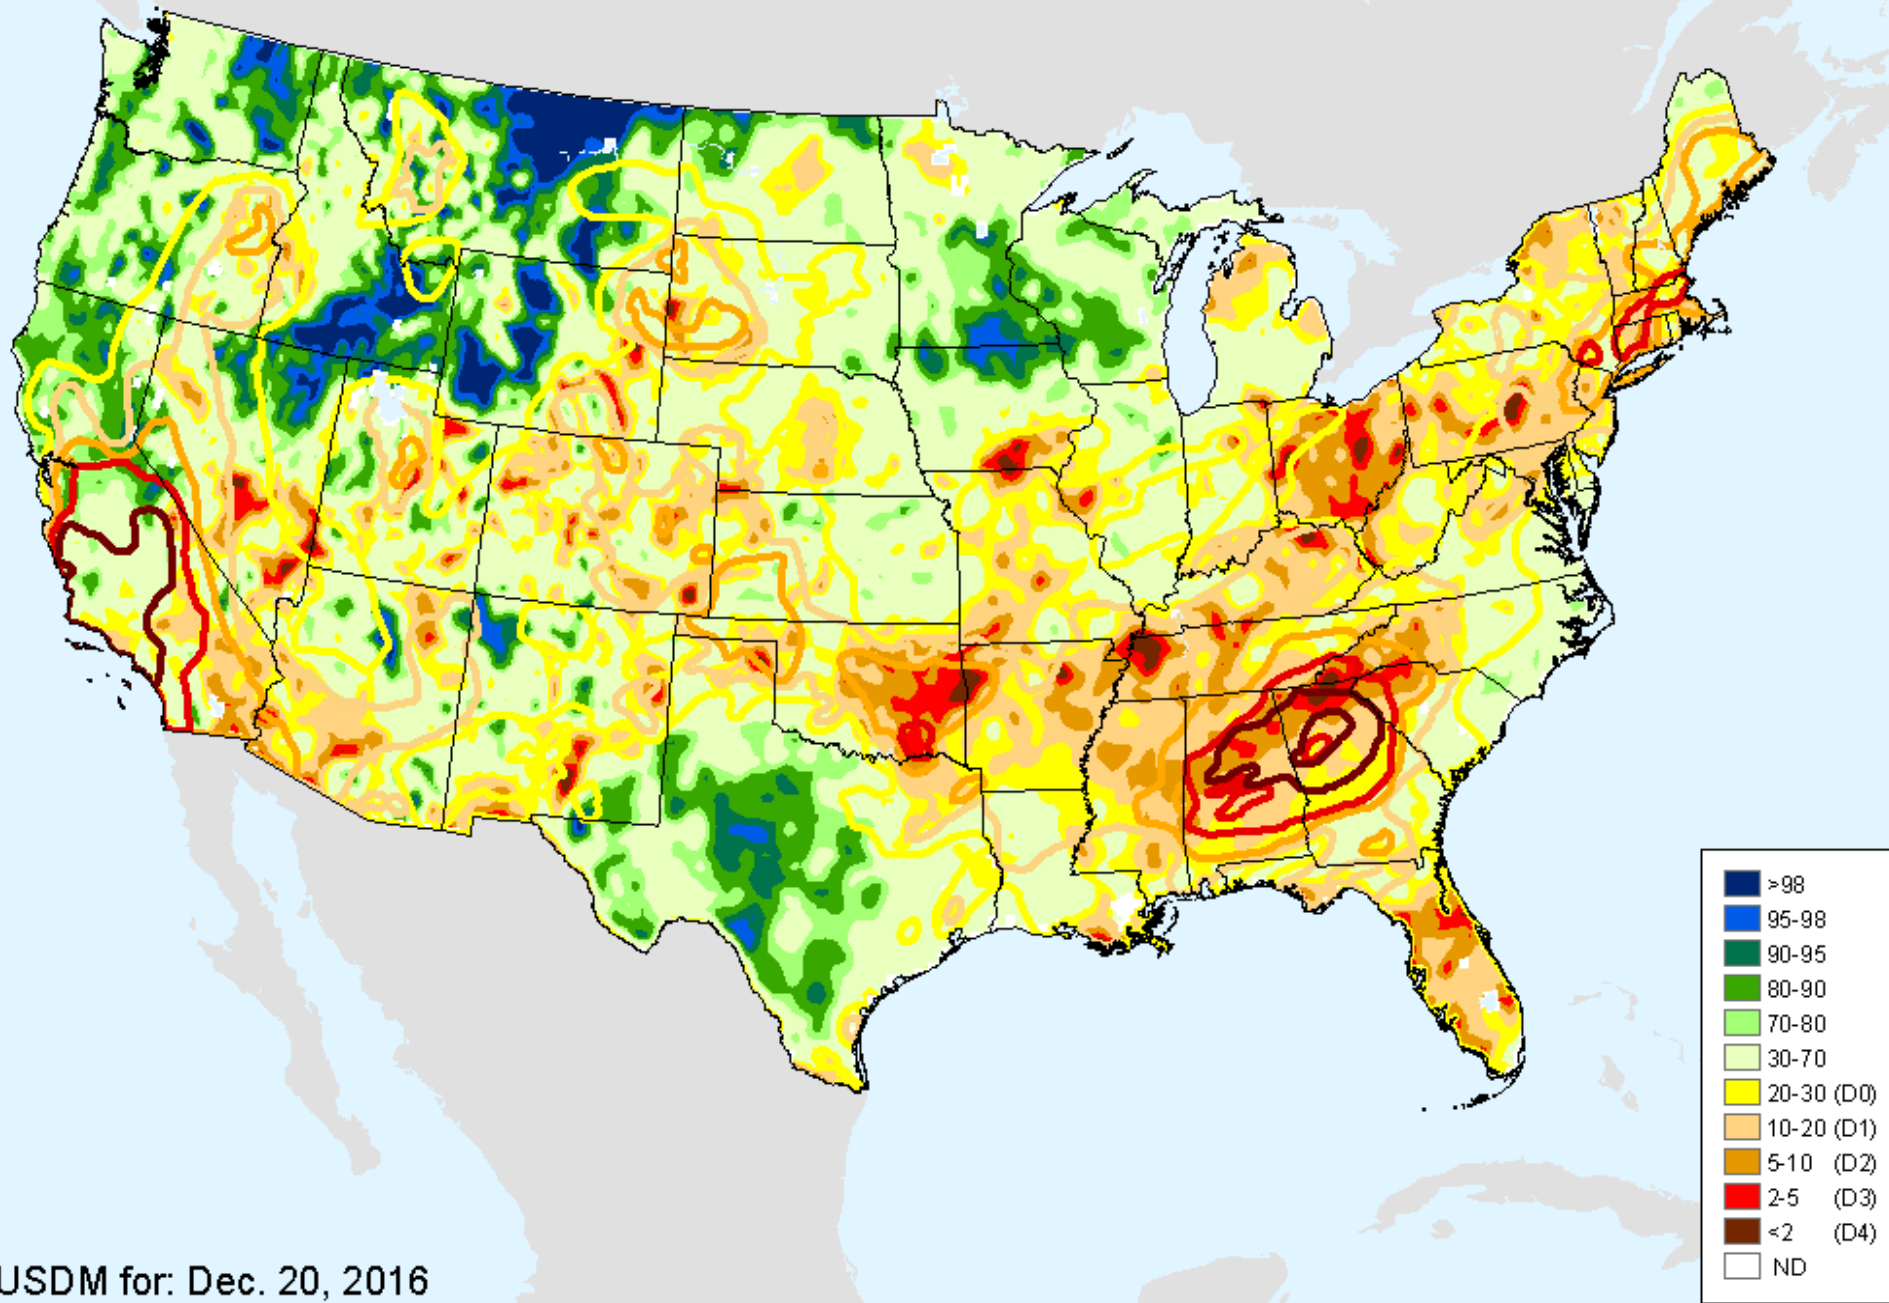 >98
95-98
90-95
80-90
70-80
30-70
20-30 (D0)
10-20 (D1)
5-10 (D2)
2-5 (D3)
<2 (D4)
ND
USDM for: Dec. 20, 2016